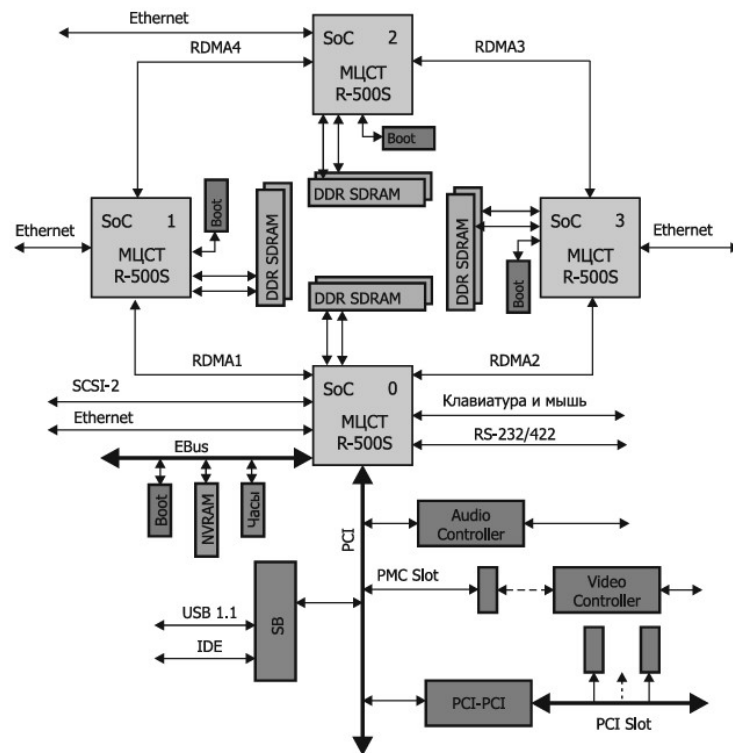 Ethernet
SoC 2
МЦСТ
R-500S
RDMA4
RDMA3
Boot
DDR SDRAM
SoC 1
МЦСТ
R-500S
Ethernet
Boot
DDR SDRAM
DDR SDRAM
SoC 3
МЦСТ
R-500S
Ethernet
Boot
DDR SDRAM
RDMA1
RDMA2
SoC 0
МЦСТ
R-500S
SCSI-2
Ethernet
Клавиатура и мышь
RS-232/422
EBus
Boot
NVRAM
Часы
PCI
Audio
Controller
PMC Slot
Video
Controller
USB 1.1
IDE
SB
PCI-PCI
PCI Slot